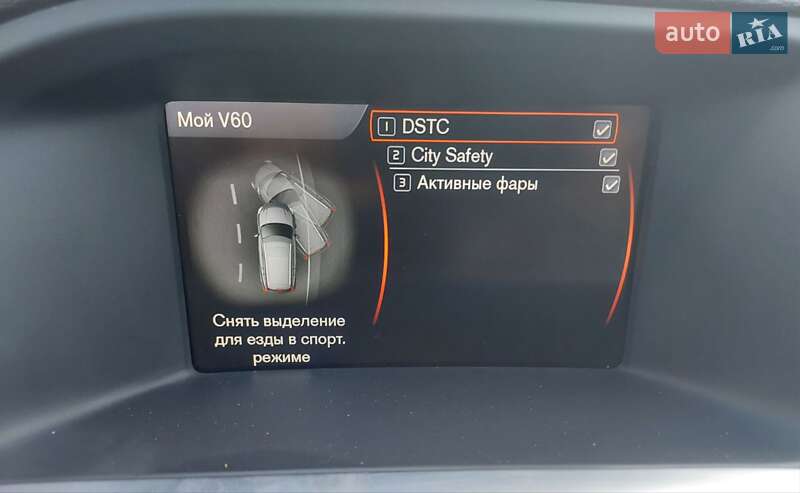 auto RIA
.com
Мой V60
1 DSTC
2 City Safety
3 Активные фары
Снять выделение
для езды в спорт.
режиме